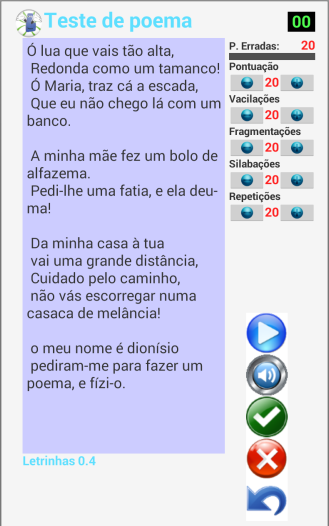 Teste de poema
00
Ó lua que vais tão alta,
Redonda como um tamanco!
Ó Maria, traz cá a escada,
Que eu não chego lá com um
banco.
A minha mãe fez um bolo de
alfazema.
Pedi-lhe uma fatia, e ela deu-
ma!
Da minha casa à tua
vai uma grande distância,
Cuidado pelo caminho,
não vás escorregar numa
casaca de melância!
o meu nome é dionísio
pediram-me para fazer um
poema, e fízi-o.
Letrinhas 0.4
P. Erradas: 20
Pontuação
20
Vacilações
20
Fragmentações
20
Silabações
20
Repetições
20